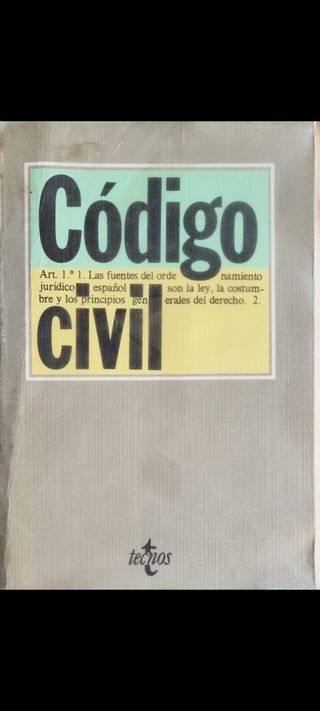 Código
Art. 1.º 1. Las fuentes del orde namiento
jurídico español son la ley, la costum-
bre y los principios gen erales del derecho. 2.
civil
tecnos